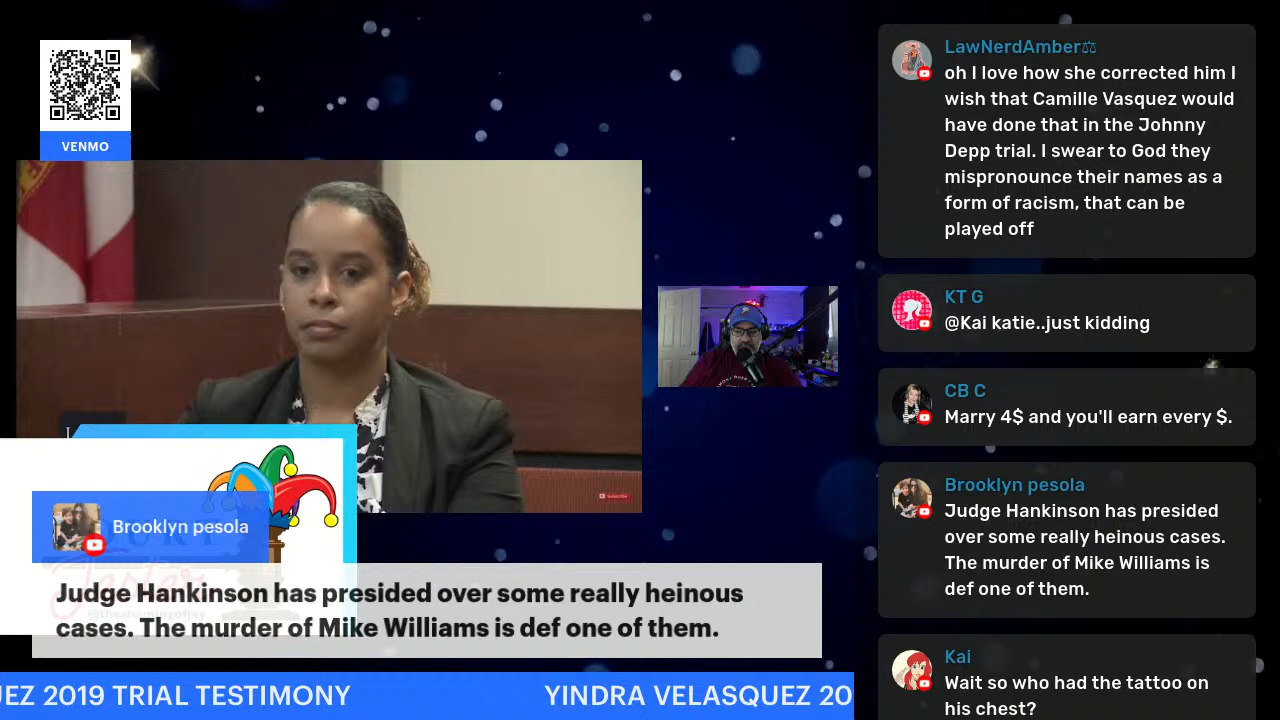 VENMO
Subscribe
Brooklyn pesola
Jester
Judge Hankinson has presided over some really heinous
cases. The murder of Mike Williams is def one of them.
UEZ 2019 TRIAL TESTIMONY
YINDRA VELASQUEZ 20
LawNerdAmber⚖
oh I love how she corrected him I
wish that Camille Vasquez would
have done that in the Johnny
Depp trial. I swear to God they
mispronounce their names as a
form of racism, that can be
played off
KT G
@Kai katie..just kidding
CB C
Marry 4$ and you'll earn every $.
Brooklyn pesola
Judge Hankinson has presided
over some really heinous cases.
The murder of Mike Williams is
def one of them.
Kai
Wait so who had the tattoo on
his chest?